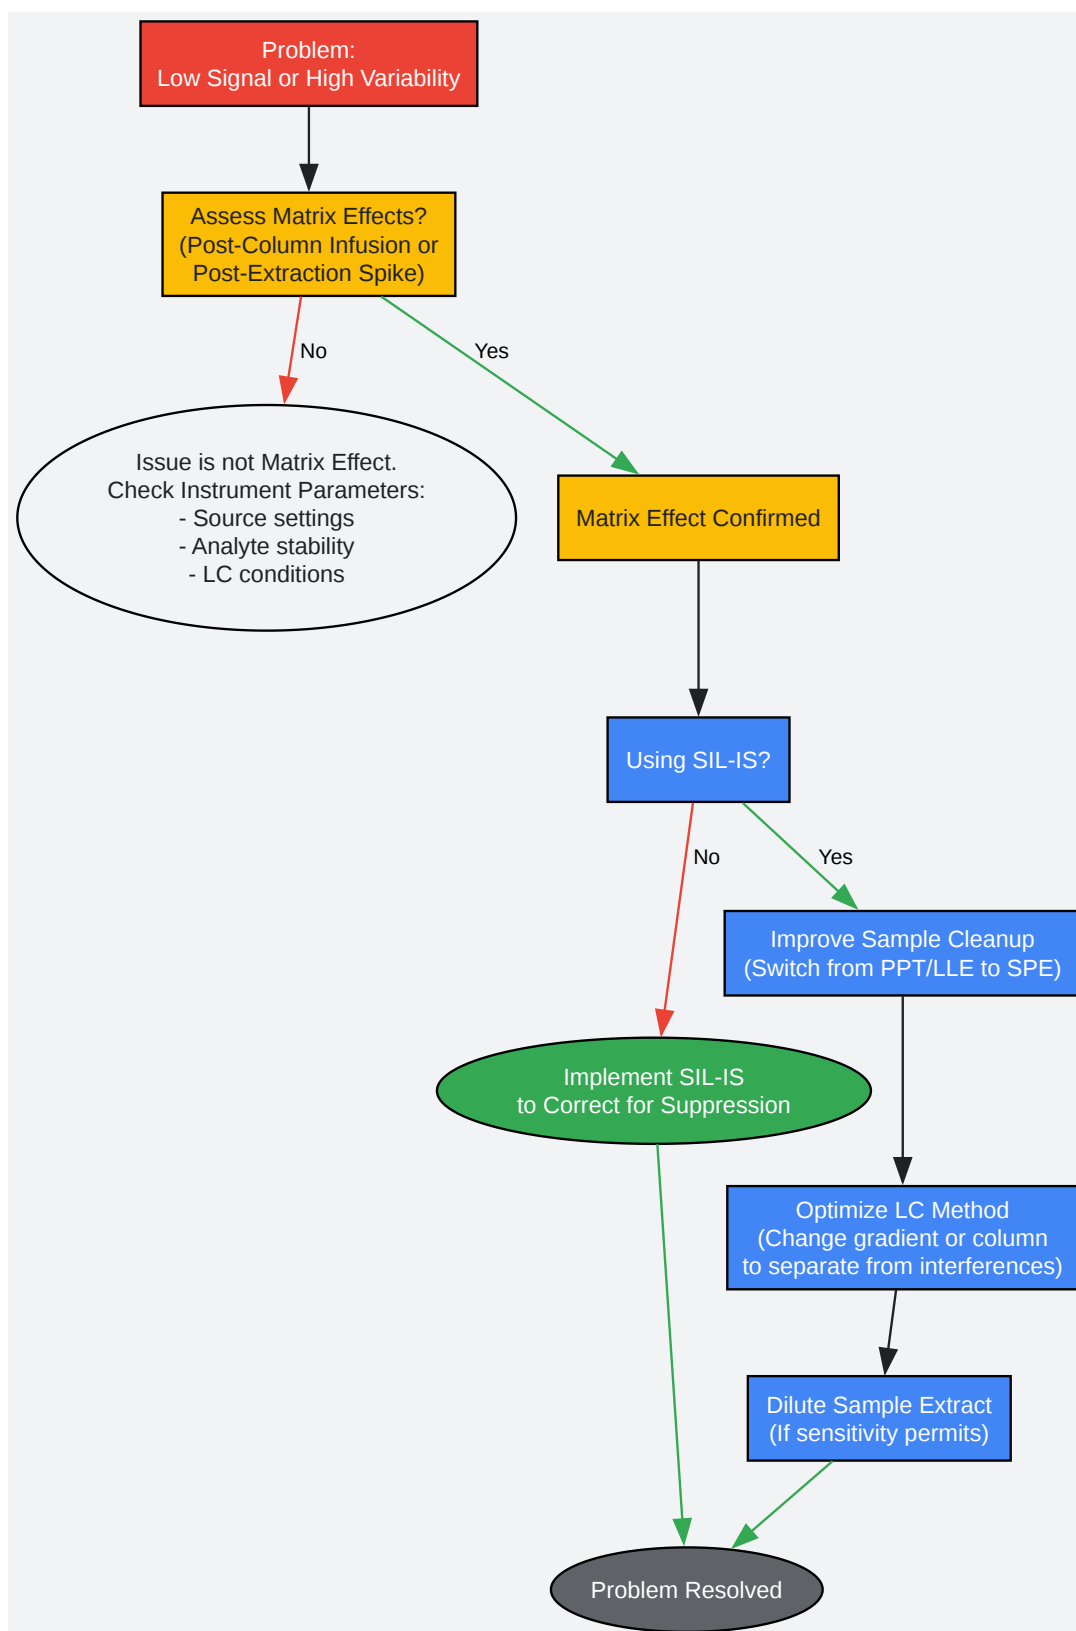 Problem:
Low Signal or High Variability
Assess Matrix Effects?
(Post-Column Infusion or
Post-Extraction Spike)
No
Yes
Issue is not Matrix Effect.
Check Instrument Parameters:
- Source settings
- Analyte stability
- LC conditions
Matrix Effect Confirmed
Using SIL-IS?
No
Yes
Improve Sample Cleanup
(Switch from PPT/LLE to SPE)
Implement SIL-IS
to Correct for Suppression
Optimize LC Method
(Change gradient or column
to separate from interferences)
Dilute Sample Extract
(If sensitivity permits)
Problem Resolved